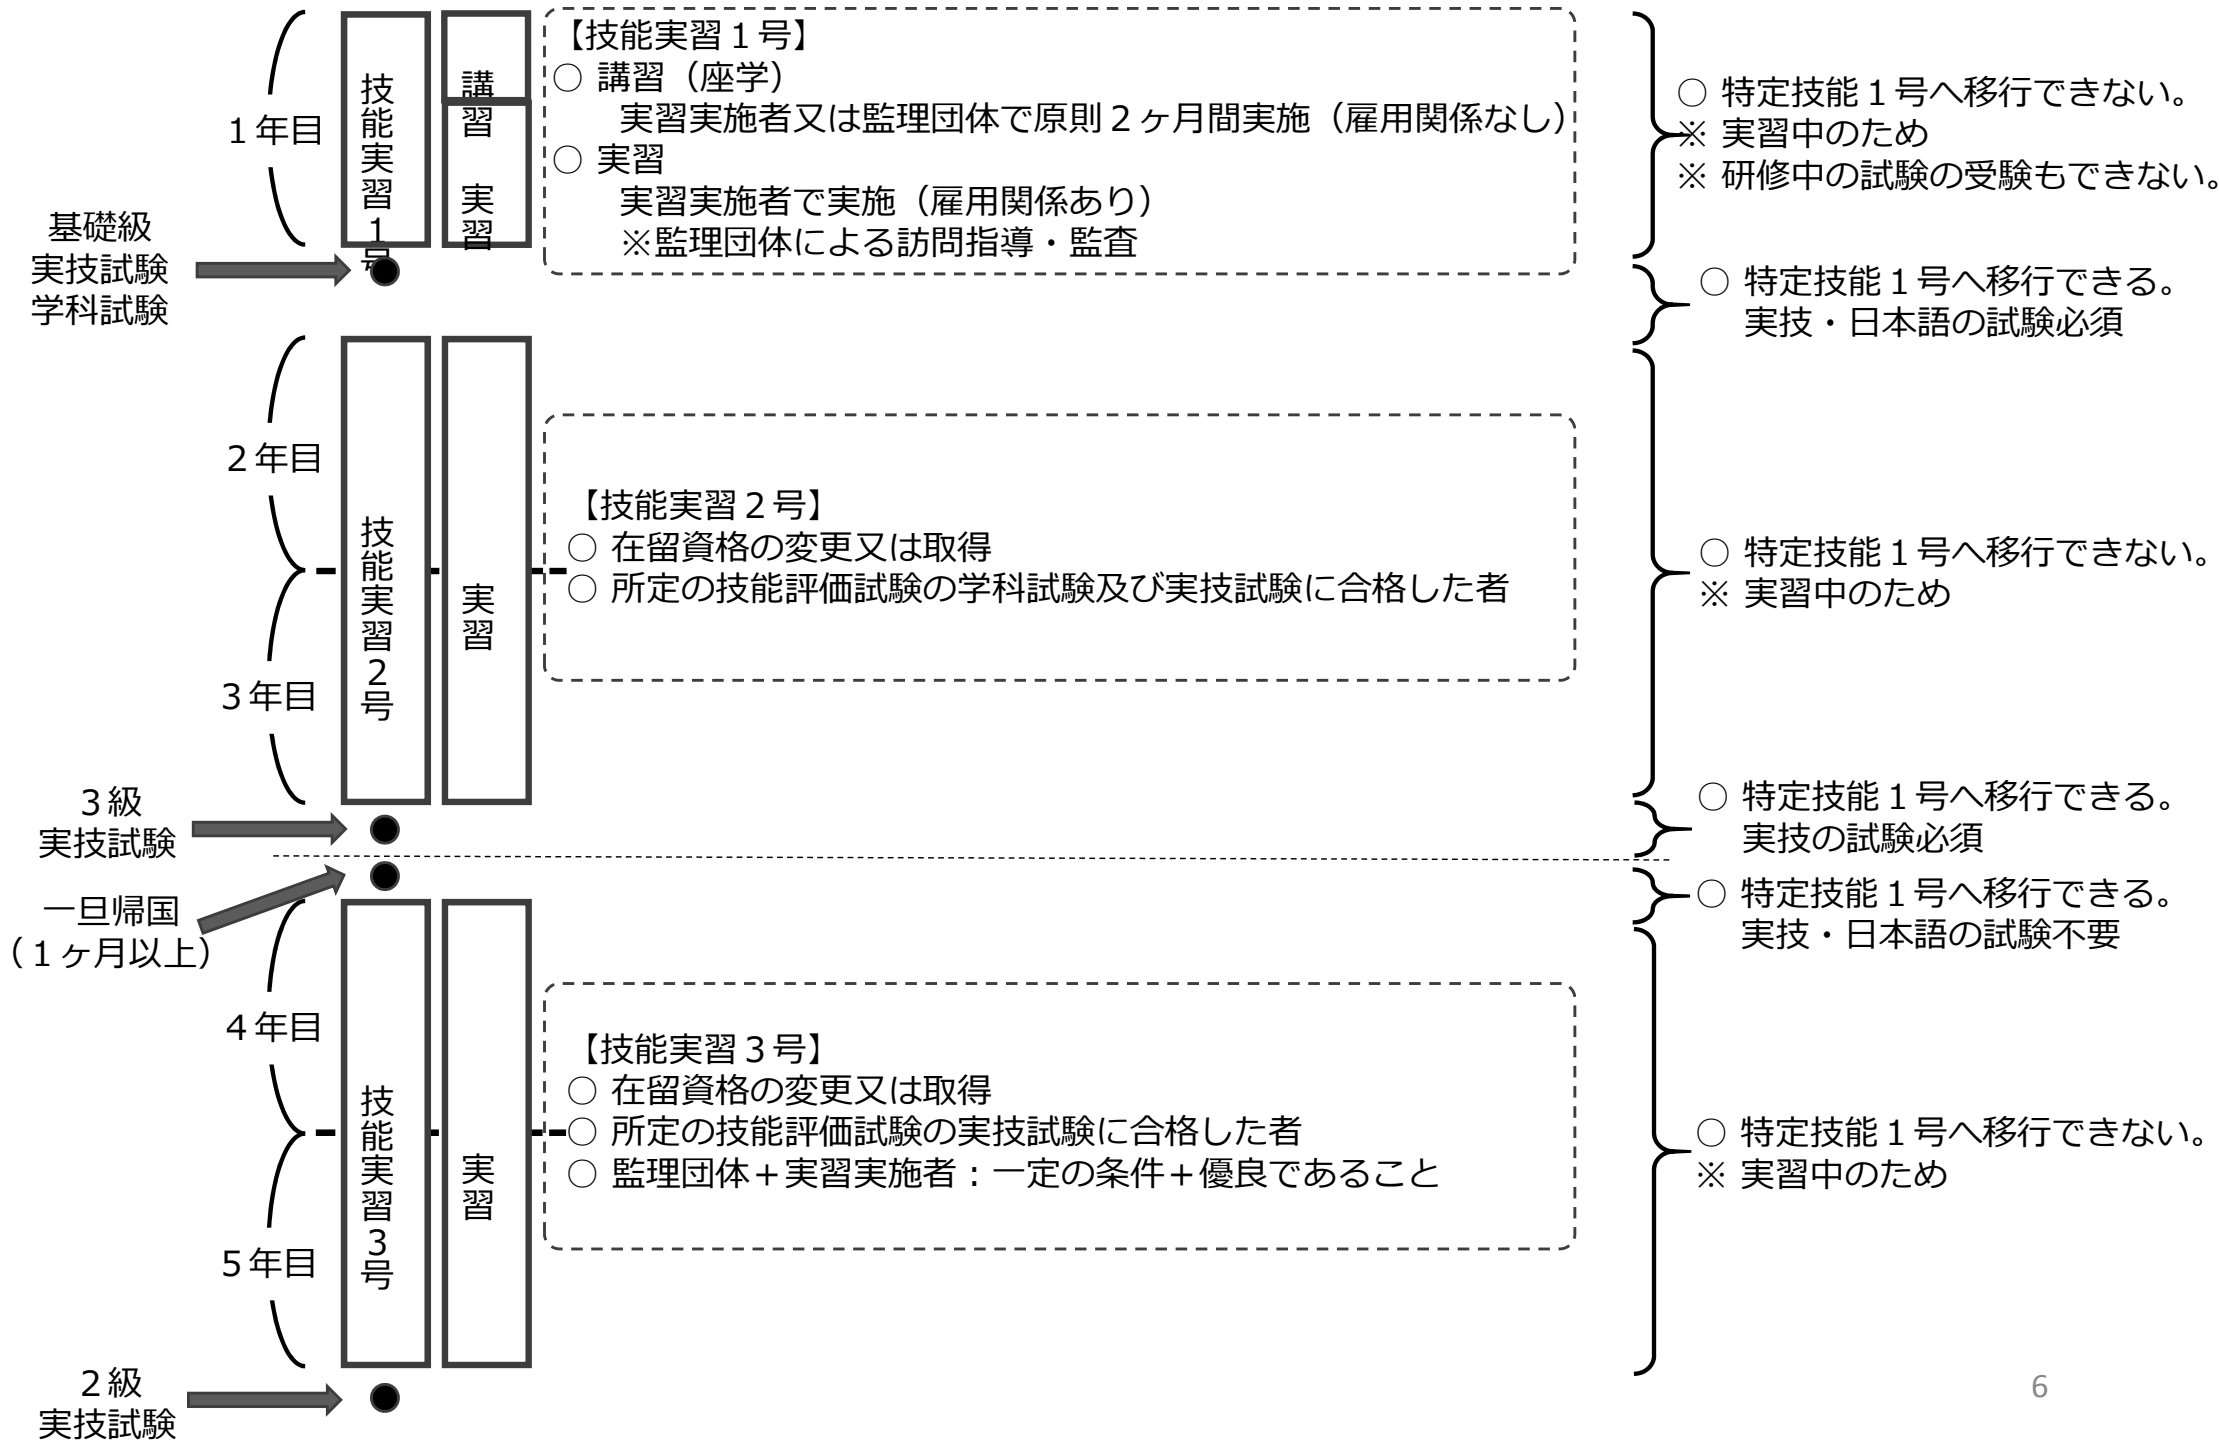 １年目
技能実習１号
講習
実習
【技能実習１号】
○ 講習（座学）
実習実施者又は監理団体で原則２ヶ月間実施（雇用関係なし）
○ 実習
実習実施者で実施（雇用関係あり）
※監理団体による訪問指導・監査
○ 特定技能１号へ移行できない。
※ 実習中のため
※ 研修中の試験の受験もできない。
基礎級
実技試験
学科試験
○ 特定技能１号へ移行できる。
実技・日本語の試験必須
２年目
３年目
技能実習２号
実習
【技能実習２号】
○ 在留資格の変更又は取得
○ 所定の技能評価試験の学科試験及び実技試験に合格した者
○ 特定技能１号へ移行できない。
※ 実習中のため
３級
実技試験
○ 特定技能１号へ移行できる。
実技の試験必須
一旦帰国
（１ヶ月以上）
○ 特定技能１号へ移行できる。
実技・日本語の試験不要
４年目
５年目
技能実習３号
実習
【技能実習３号】
○ 在留資格の変更又は取得
○ 所定の技能評価試験の実技試験に合格した者
○ 監理団体＋実習実施者：一定の条件＋優良であること
○ 特定技能１号へ移行できない。
※ 実習中のため
２級
実技試験
6